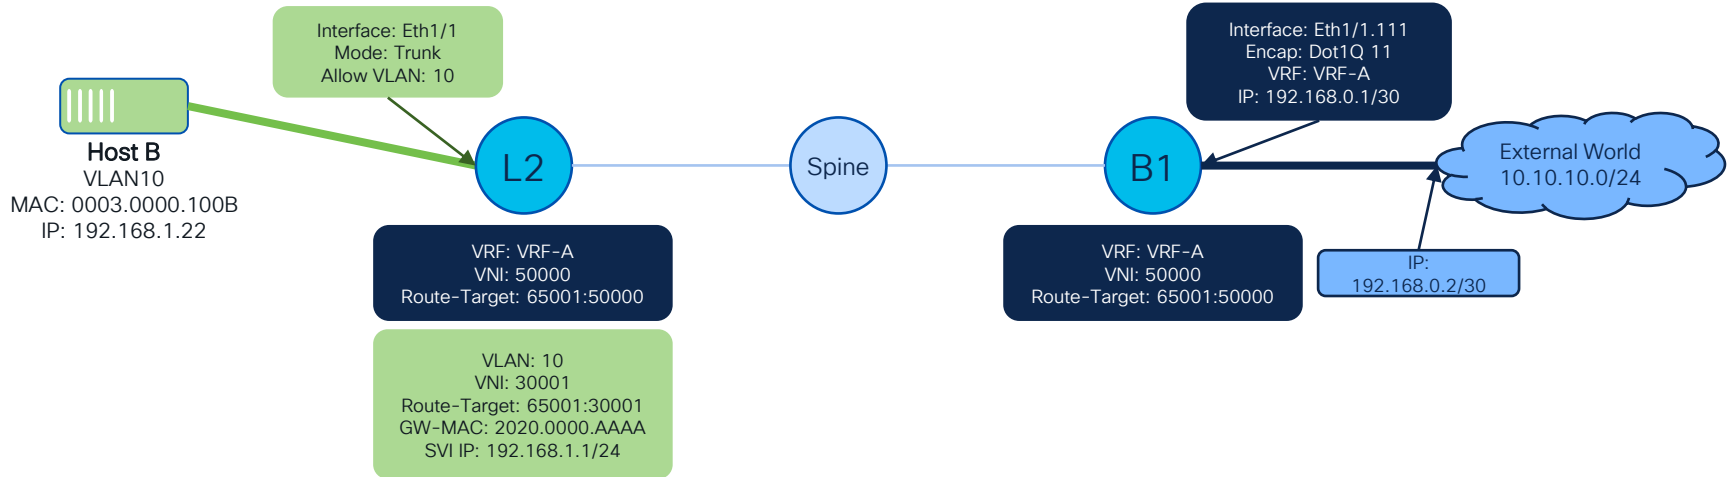 Interface: Eth1/1
Mode: Trunk
Allow VLAN: 10
Interface: Eth1/1.111
Encap: Dot1Q 11
VRF: VRF-A
IP: 192.168.0.1/30
Host B
VLAN10
MAC: 0003.0000.100B
IP: 192.168.1.22
L2
Spine
B1
External World
10.10.10.0/24
VRF: VRF-A
VNI: 50000
Route-Target: 65001:50000
VRF: VRF-A
VNI: 50000
Route-Target: 65001:50000
IP:
192.168.0.2/30
VLAN: 10
VNI: 30001
Route-Target: 65001:30001
GW-MAC: 2020.0000.AAAA
SVI IP: 192.168.1.1/24